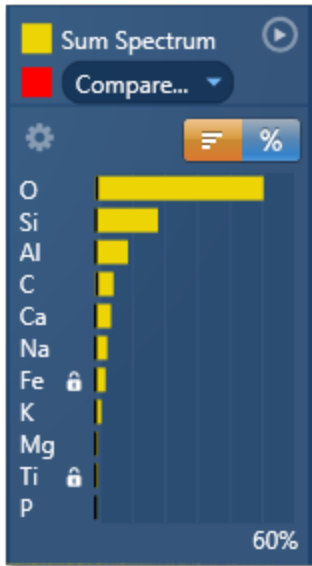 Sum Spectrum
Compare...
%
O
Si
Al
C
Ca
Na
Fe
K
Mg
Ti
P
60%